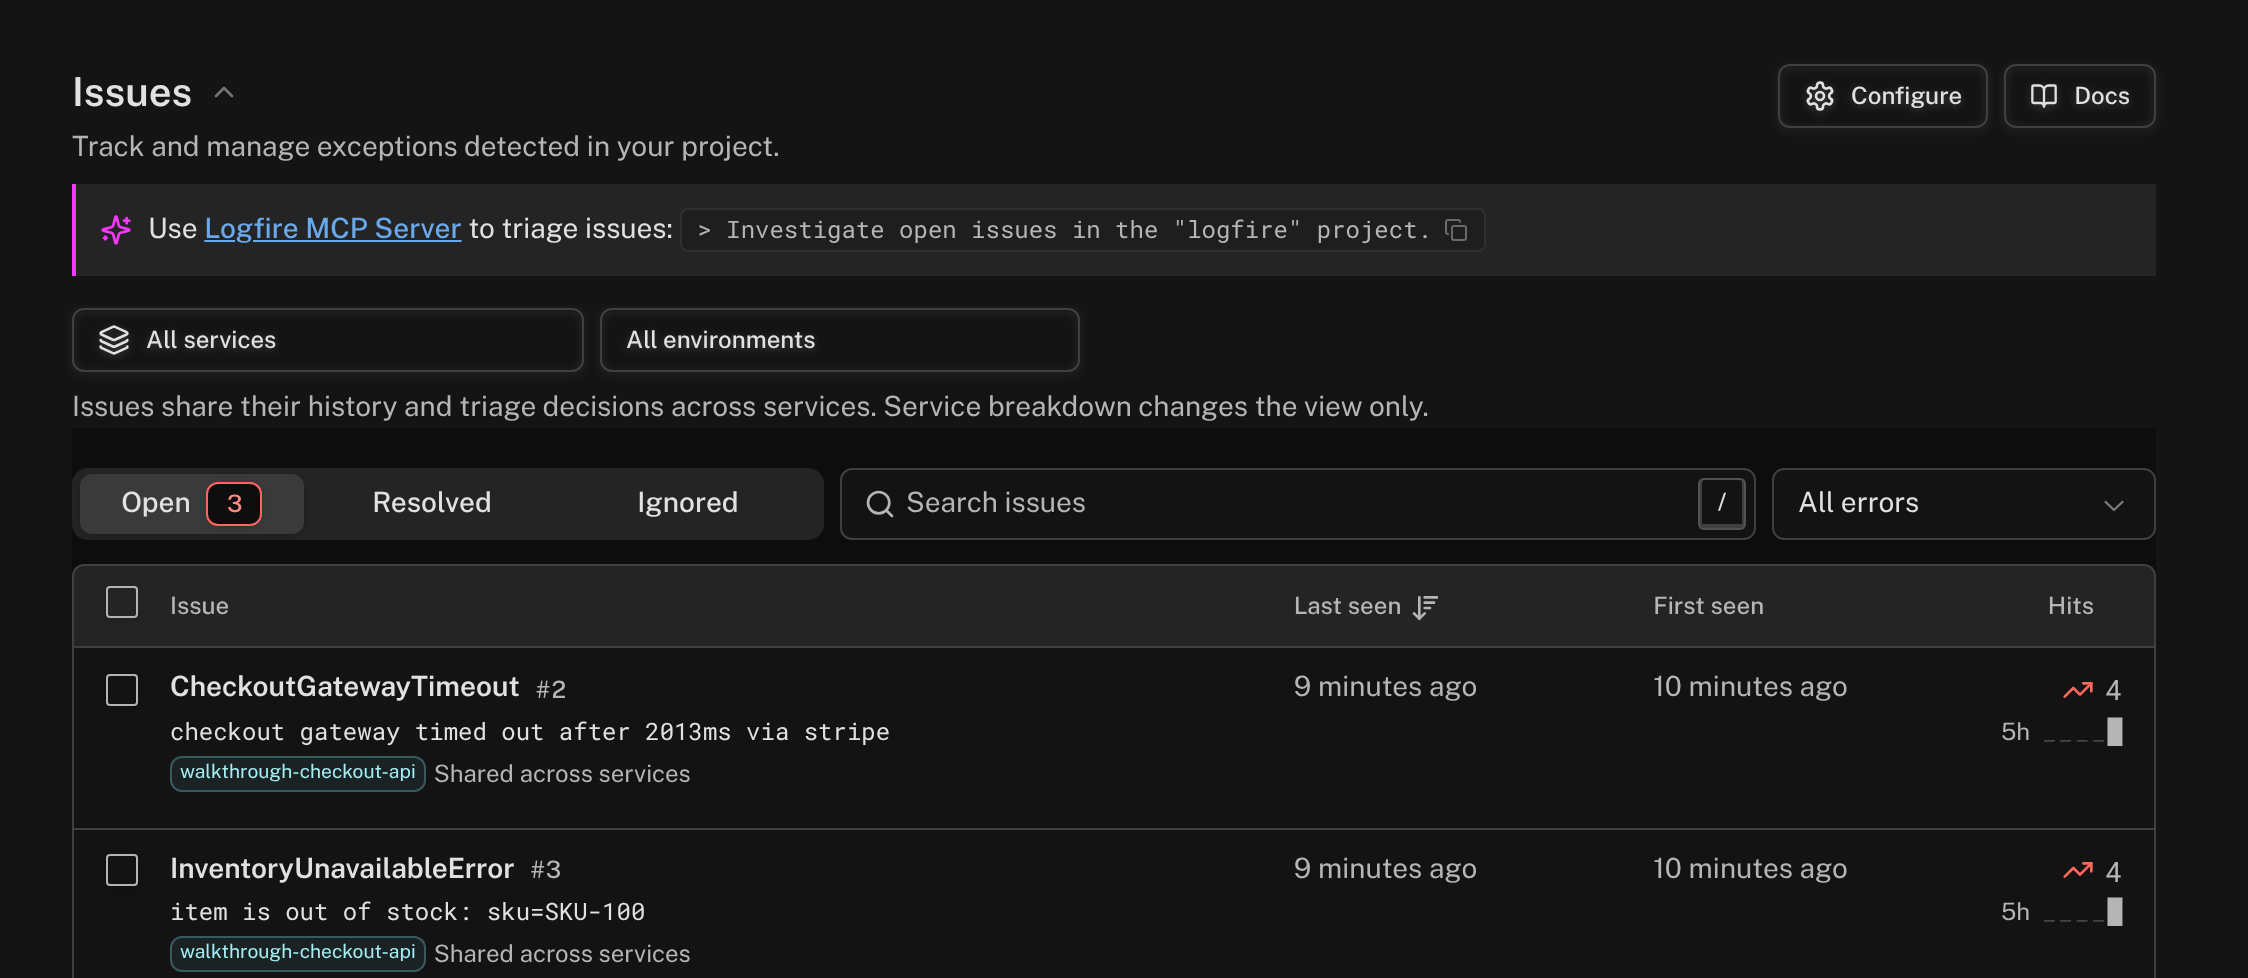 Issues
Configure
Docs
Track and manage exceptions detected in your project.
Use Logfire MCP Server to triage issues: > Investigate open issues in the "logfire" project.
All services
All environments
Issues share their history and triage decisions across services. Service breakdown changes the view only.
Open 3 Resolved Ignored
Search issues /
All errors
Issue Last seen First seen Hits
CheckoutGatewayTimeout #2 9 minutes ago 10 minutes ago 4
checkout gateway timed out after 2013ms via stripe 5h
walkthrough-checkout-api Shared across services
InventoryUnavailableError #3 9 minutes ago 10 minutes ago 4
item is out of stock: sku=SKU-100 5h
walkthrough-checkout-api Shared across services